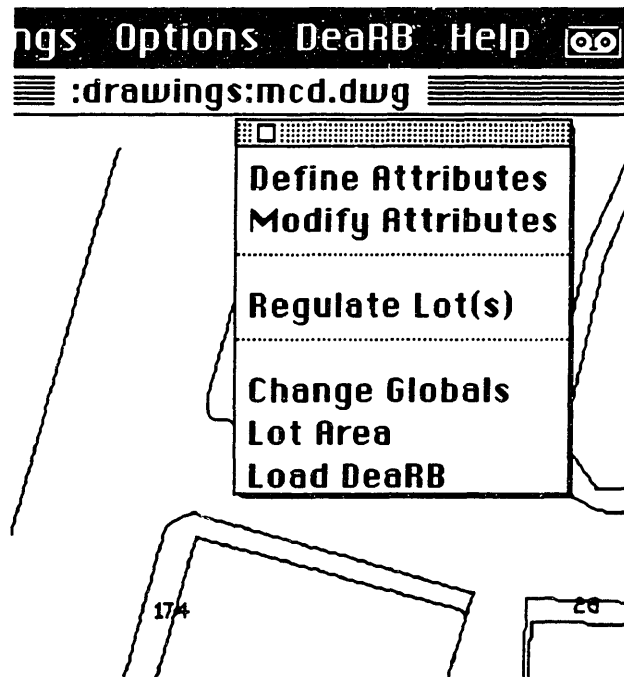 ngs Options DeaRB Help
:drawings:mcd.dwg
Define Attributes
Modify Attributes
Regulate Lot(s)
Change Globals
Lot Area
Load DeaRB
174
26